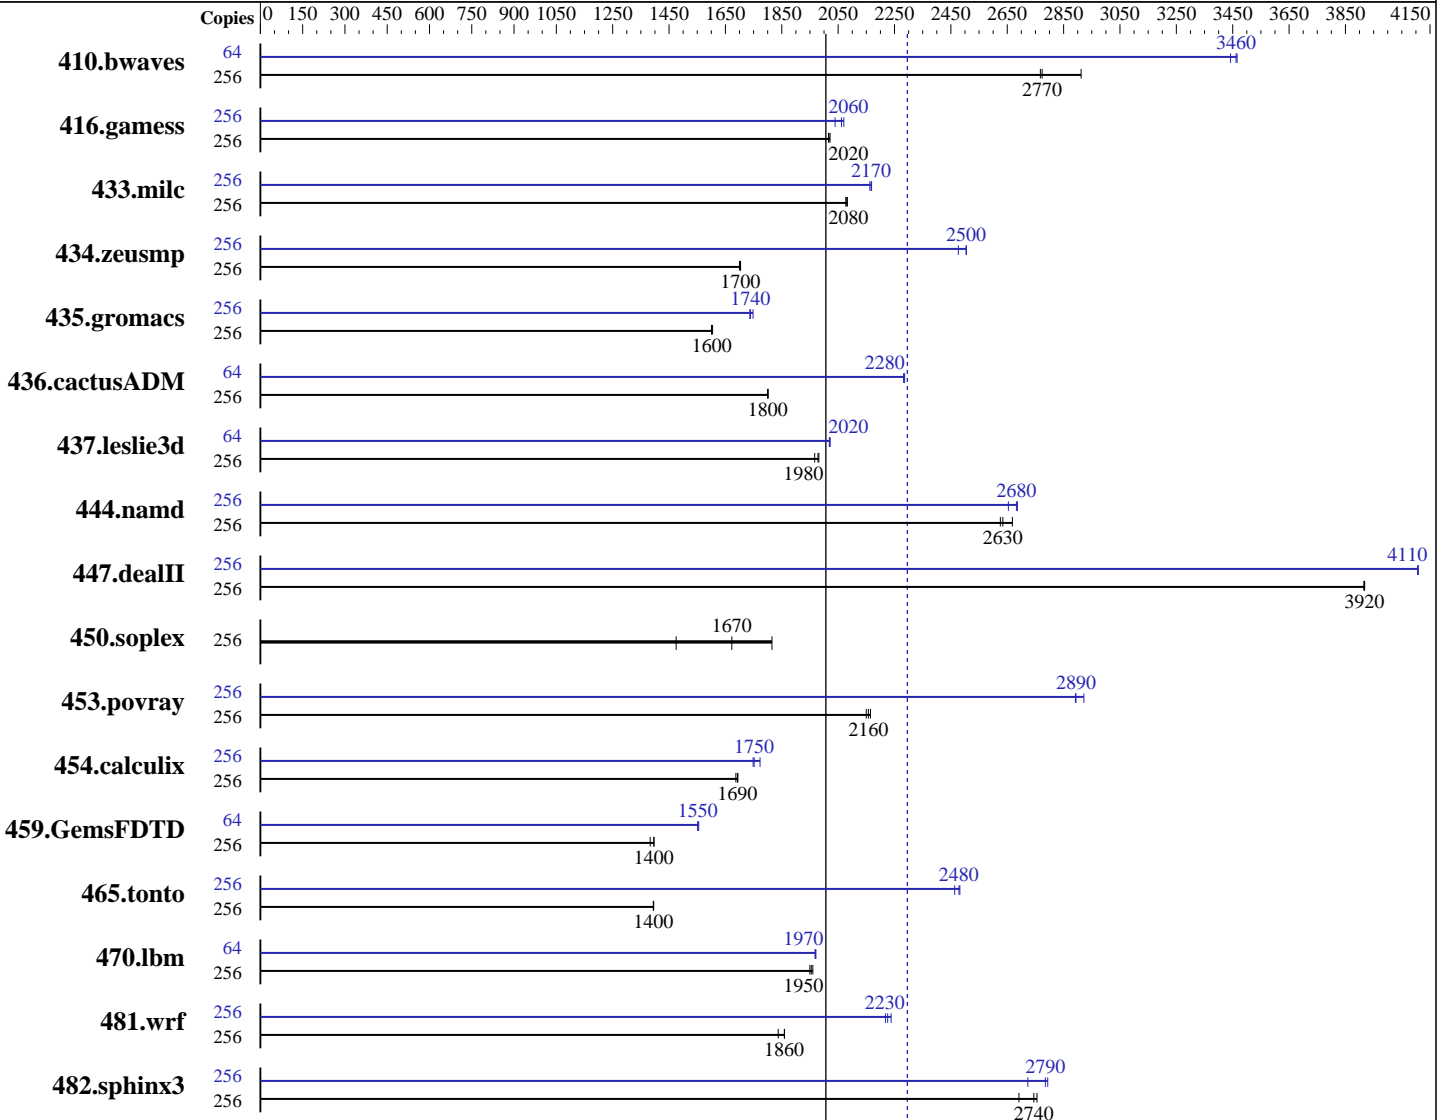 Copies 0 150 300 450 600 750 900 1050 1250 1450 1650 1850 2050 2250 2450 2650 2850 3050 3250 3450 3650 3850 4150
410.bwaves 64 3460
256 2770
416.gamess 256 2060
256 2020
433.milc 256 2170
256 2080
434.zeusmp 256 2500
256 1700
435.gromacs 256 1740
256 1600
436.cactusADM 64 2280
256 1800
437.leslie3d 64 2020
256 1980
444.namd 256 2680
256 2630
447.dealII 256 4110
256 3920
450.soplex 256 1670
453.povray 256 2890
256 2160
454.calculix 256 1750
256 1690
459.GemsFDTD 64 1550
256 1400
465.tonto 256 2480
256 1400
470.lbm 64 1970
256 1950
481.wrf 256 2230
256 1860
482.sphinx3 256 2790
256 2740